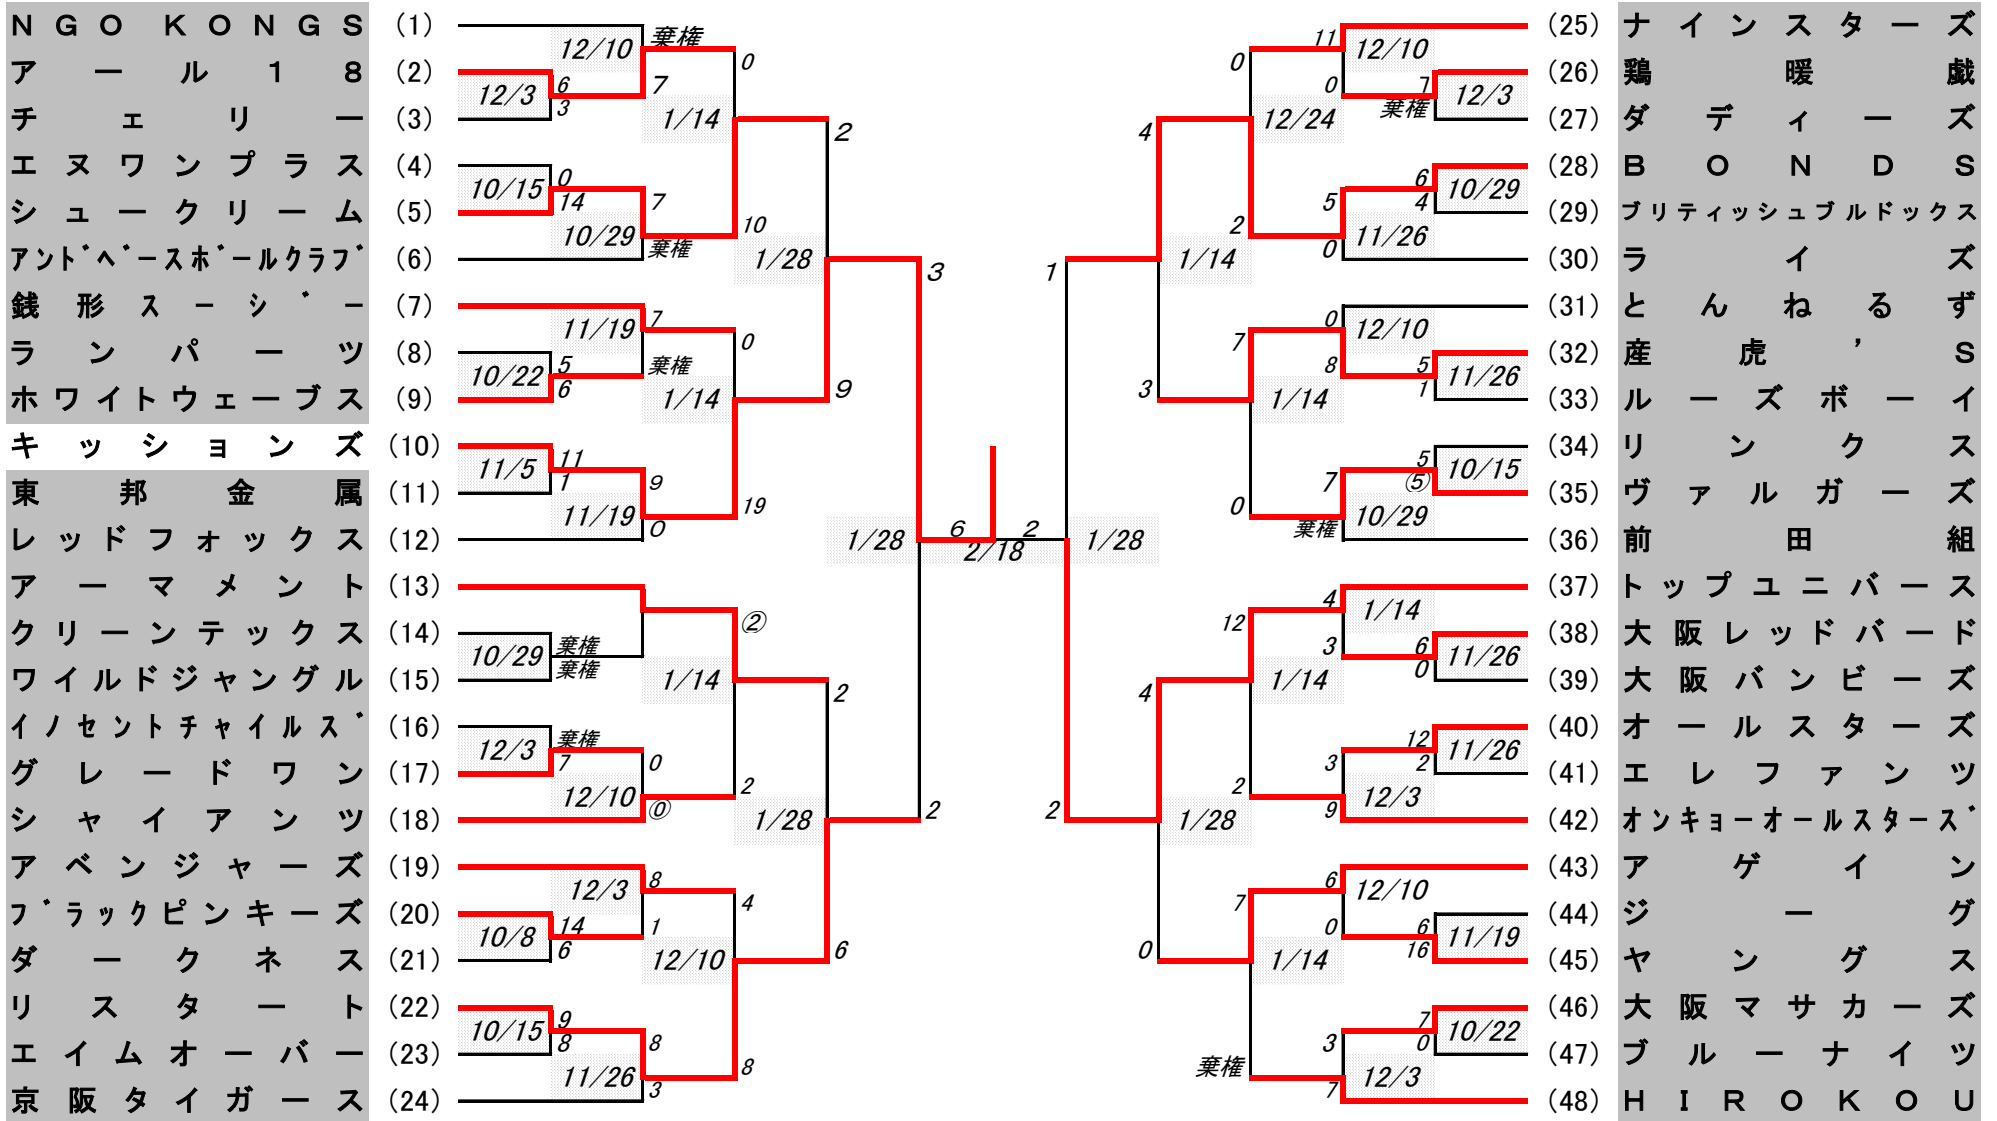 NGO KONGS (1)
アール18 (2)
チェリー (3)
エヌワンプラス (4)
シュークリーム (5)
アンドベースボールクラブ (6)
銭形スージー (7)
ランパーツ (8)
ホワイトウェーブス (9)
キッションズ (10)
東邦金属 (11)
レッドフォックス (12)
アーマメント (13)
クリーンテックス (14)
ワイルドジャングル (15)
イノセントチャイルズ (16)
グレードワン (17)
シャイアンツ (18)
アベンジャーズ (19)
ブラックピンキーズ (20)
ダークネス (21)
リスタート (22)
エイムオーバー (23)
京阪タイガース (24)
12/10 棄権 7
12/3 6 3
1/14 0 10
10/15 0 14
10/29 7 棄権
1/28 2 9
11/19 7 棄権
10/22 5 6
1/14 0 19
11/5 11 1
11/19 9 0
1/28 3 2
10/29 棄権 棄権
1/14 ② 2
12/3 棄権 7
12/10 0 ⓪
1/28 2 6
12/3 8 1
10/8 14 6
12/10 4 8
10/15 9 8
11/26 8 3
6 2/18 2
12/10 11 0
12/3 7 棄権
12/24 0 2
10/29 6 4
11/26 5 0
1/14 4 3
12/10 0 8
11/26 5 1
1/14 7 0
10/15 5 ⑤
10/29 7 棄権
1/28 1 2
1/14 4 3
11/26 6 0
1/14 12 2
11/26 12 2
12/3 3 9
1/28 4 0
12/10 6 0
11/19 6 16
1/14 7 棄権
10/22 7 0
12/3 3 7
(25) ナインスターズ
(26) 鶏暖戯
(27) ダディーズ
(28) BONDS
(29) ブリティッシュブルドックス
(30) ライズ
(31) とんねるず
(32) 産虎’S
(33) ルーズボーイ
(34) リンクス
(35) ヴァルガーズ
(36) 前田組
(37) トップユニバース
(38) 大阪レッドバード
(39) 大阪バンビーズ
(40) オールスターズ
(41) エレファンツ
(42) オンキョーオールスターズ
(43) アゲイン
(44) ジーグ
(45) ヤングス
(46) 大阪マサカーズ
(47) ブルーナイツ
(48) HIROKOU